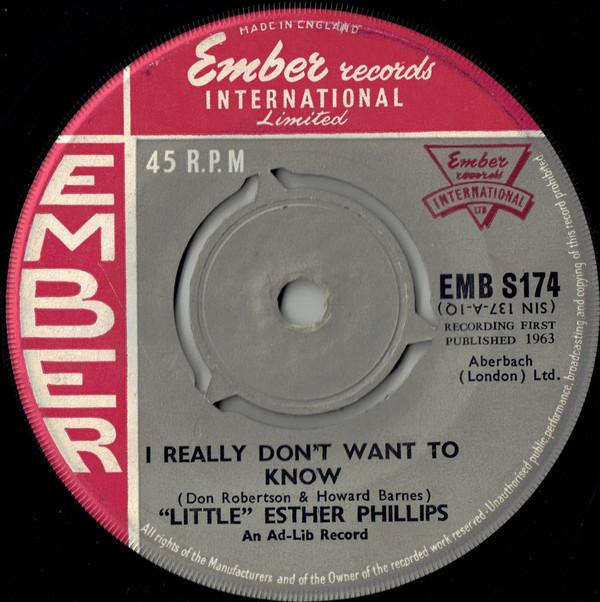 MADE IN ENGLAND
Ember records
INTERNATIONAL
Limited
EMBER
45 R.P.M
Ember
records
INTERNATIONAL
LTD
EMB S174
(SIN 137-A-1Q)
RECORDING FIRST
PUBLISHED 1963
Aberbach
(London) Ltd.
I REALLY DON'T WANT TO
KNOW
(Don Robertson & Howard Barnes)
"LITTLE" ESTHER PHILLIPS
An Ad-Lib Record
All rights of the Manufacturers and of the Owner of the recorded work reserved-Unauthorised public performance, broadcasting and copying of this record prohibited